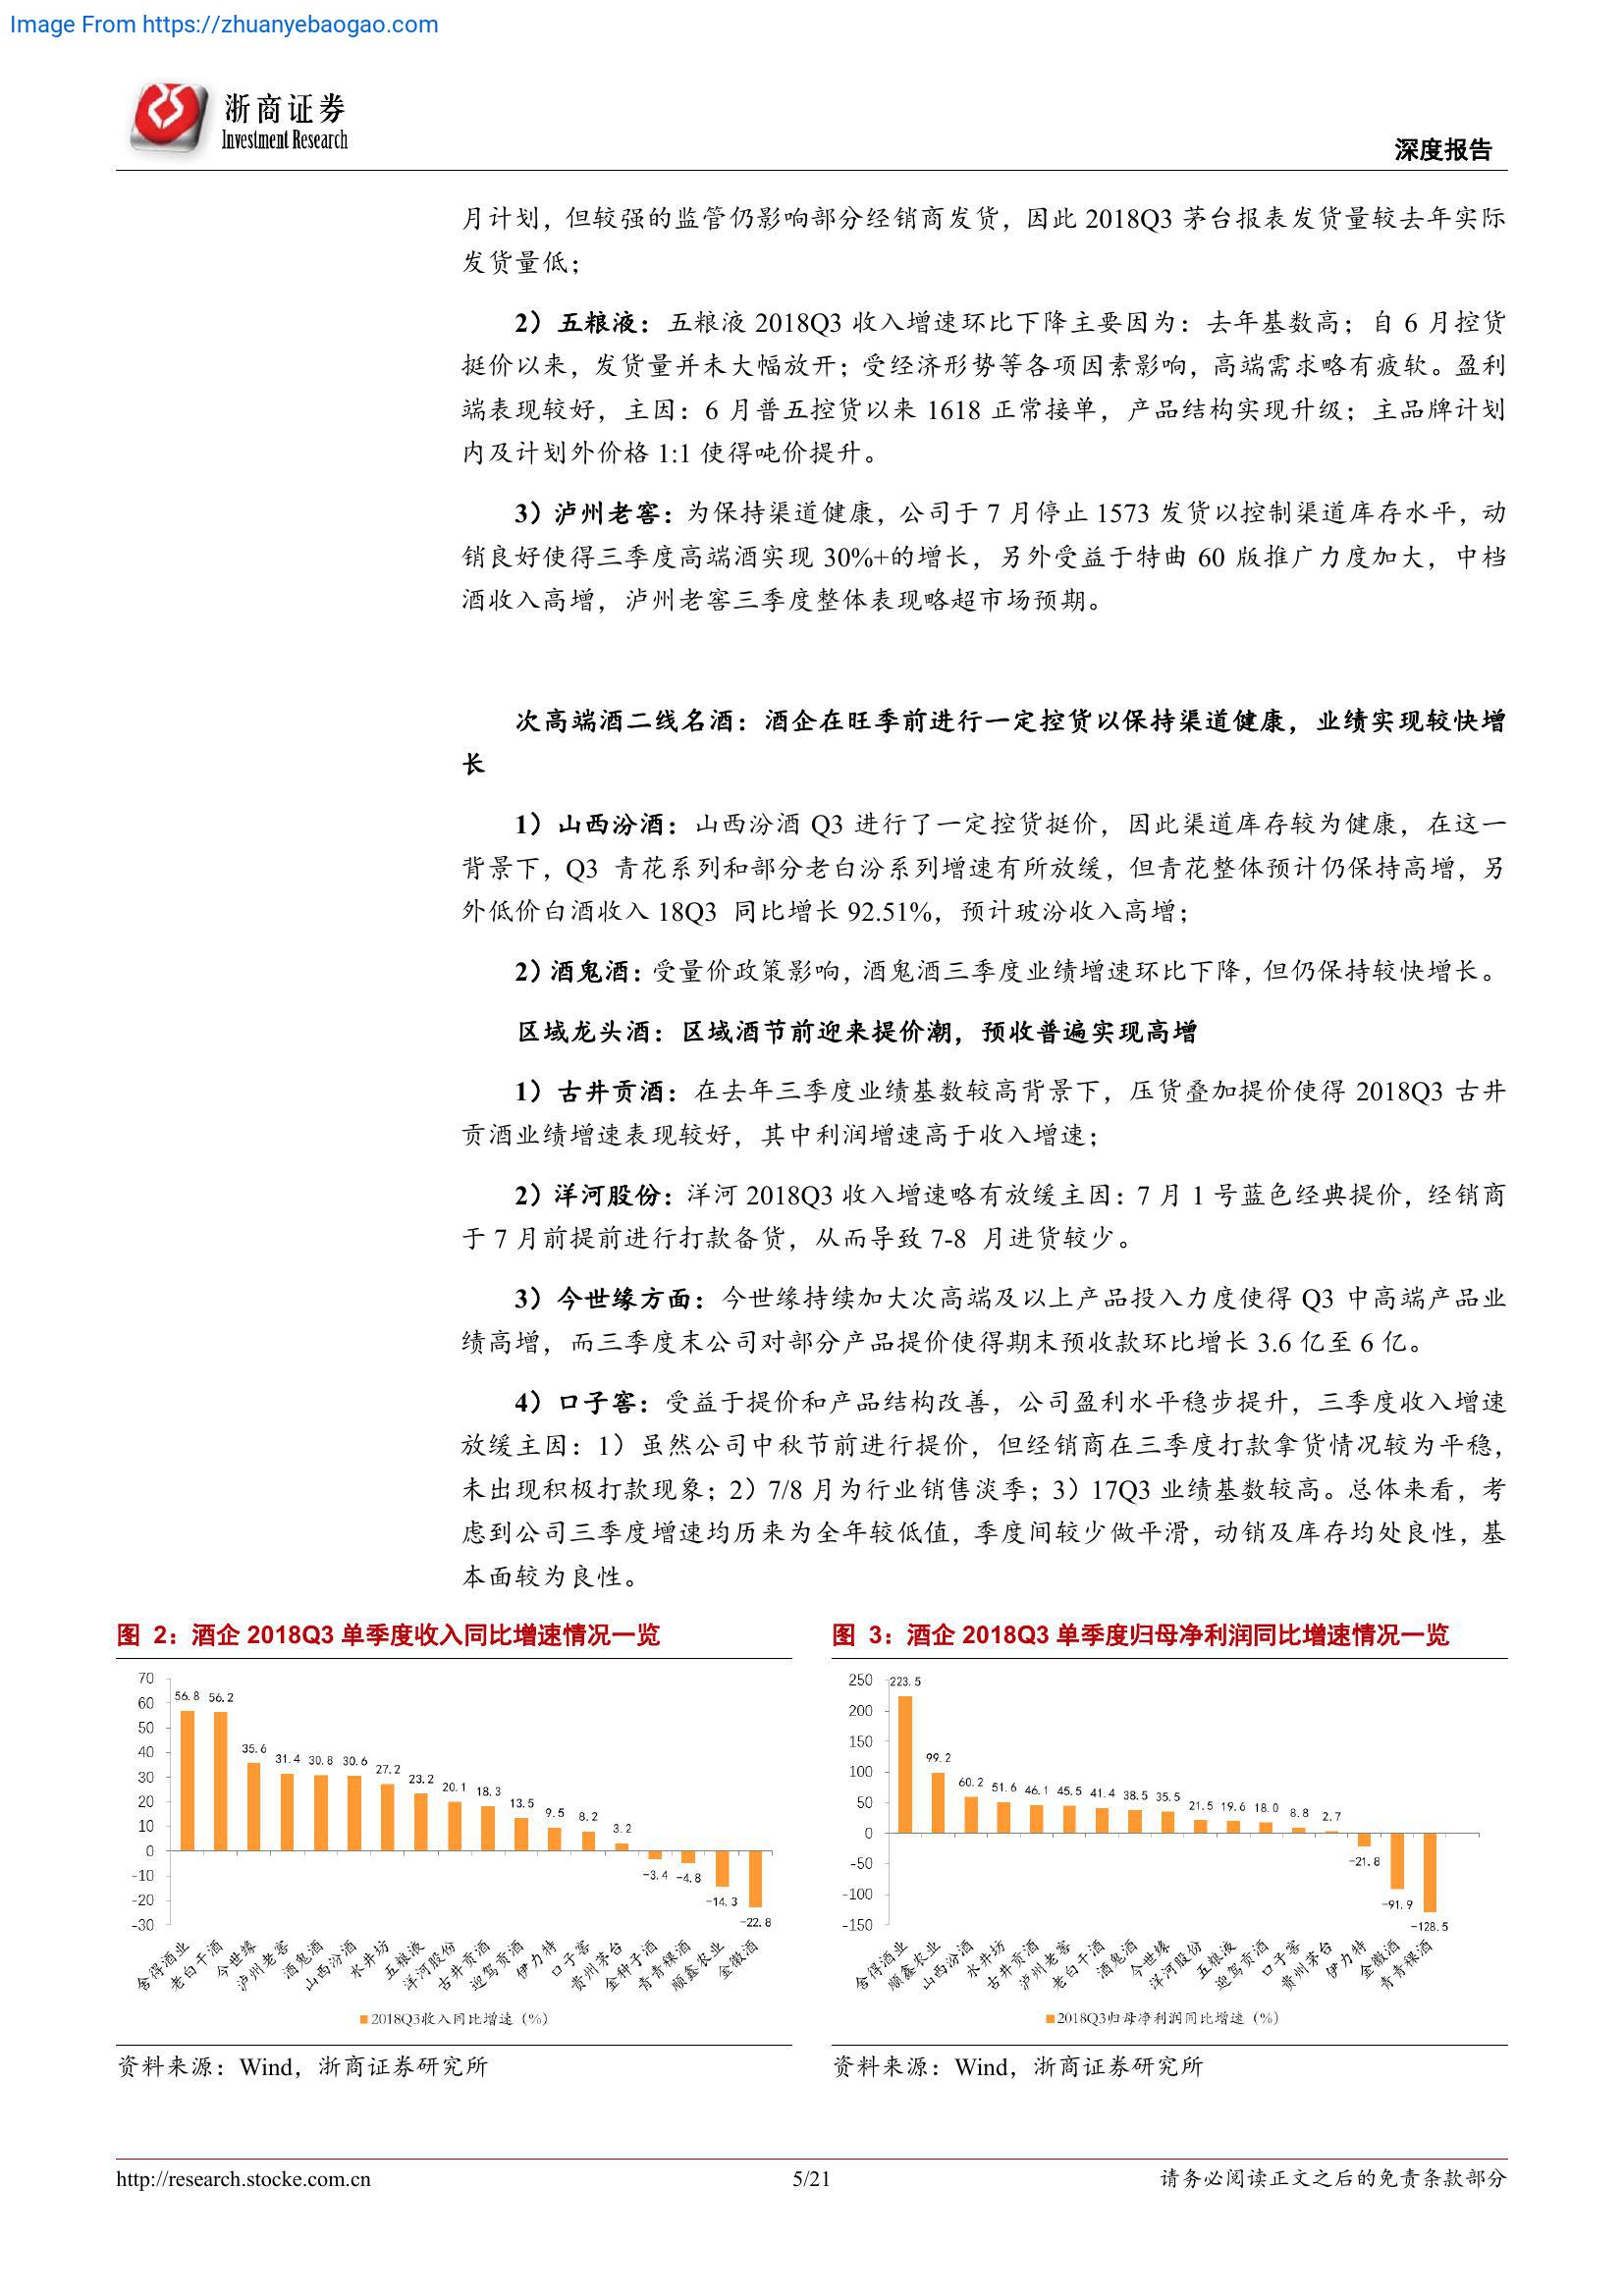 Image From https://zhuanyebaogao.com
浙商证券
Investment Research
深度报告
月计划，但较强的监管仍影响部分经销商发货，因此 2018Q3 茅台报表发货量较去年实际
发货量低；
2）五粮液：五粮液 2018Q3 收入增速环比下降主要因为：去年基数高；自 6 月控货
挺价以来，发货量并未大幅放开；受经济形势等各项因素影响，高端需求略有疲软。盈利
端表现较好，主因：6 月普五控货以来 1618 正常接单，产品结构实现升级；主品牌计划
内及计划外价格 1:1 使得吨价提升。
3）泸州老窖：为保持渠道健康，公司于 7 月停止 1573 发货以控制渠道库存水平，动
销良好使得三季度高端酒实现 30%+的增长，另外受益于特曲 60 版推广力度加大，中档
酒收入高增，泸州老窖三季度整体表现略超市场预期。
次高端酒二线名酒：酒企在旺季前进行一定控货以保持渠道健康，业绩实现较快增
长
1）山西汾酒：山西汾酒 Q3 进行了一定控货挺价，因此渠道库存较为健康，在这一
背景下，Q3 青花系列和部分老白汾系列增速有所放缓，但青花整体预计仍保持高增，另
外低价白酒收入 18Q3 同比增长 92.51%，预计玻汾收入高增；
2）酒鬼酒：受量价政策影响，酒鬼酒三季度业绩增速环比下降，但仍保持较快增长。
区域龙头酒：区域酒节前迎来提价潮，预收普遍实现高增
1）古井贡酒：在去年三季度业绩基数较高背景下，压货叠加提价使得 2018Q3 古井
贡酒业绩增速表现较好，其中利润增速高于收入增速；
2）洋河股份：洋河 2018Q3 收入增速略有放缓主因：7 月 1 号蓝色经典提价，经销商
于 7 月前提前进行打款备货，从而导致 7-8 月进货较少。
3）今世缘方面：今世缘持续加大次高端及以上产品投入力度使得 Q3 中高端产品业
绩高增，而三季度末公司对部分产品提价使得期末预收款环比增长 3.6 亿至 6 亿。
4）口子窖：受益于提价和产品结构改善，公司盈利水平稳步提升，三季度收入增速
放缓主因：1）虽然公司中秋节前进行提价，但经销商在三季度打款拿货情况较为平稳，
未出现积极打款现象；2）7/8 月为行业销售淡季；3）17Q3 业绩基数较高。总体来看，考
虑到公司三季度增速均历来为全年较低值，季度间较少做平滑，动销及库存均处良性，基
本面较为良性。
图 2：酒企 2018Q3 单季度收入同比增速情况一览
70
60
50
40
30
20
10
0
-10
-20
-30
56.8 56.2 35.6 31.4 30.8 30.6 27.2 23.2 20.1 18.3 13.5 9.5 8.2 3.2 -3.4 -4.8 -14.3 -22.8
舍得酒业 老白干酒 今世缘 泸州老窖 酒鬼酒 山西汾酒 水井坊 五粮液 洋河股份 古井贡酒 迎驾贡酒 伊力特 口子窖 贵州茅台 金种子酒 青青稞酒 顺鑫农业 金徽酒
2018Q3收入同比增速（%）
资料来源：Wind，浙商证券研究所
图 3：酒企 2018Q3 单季度归母净利润同比增速情况一览
250
200
150
100
50
0
-50
-100
-150
223.5 99.2 60.2 51.6 46.1 45.5 41.4 38.5 35.5 21.5 19.6 18.0 8.8 2.7 -21.8 -91.9 -128.5
舍得酒业 顺鑫农业 山西汾酒 水井坊 古井贡酒 泸州老窖 老白干酒 酒鬼酒 今世缘 洋河股份 五粮液 迎驾贡酒 口子窖 贵州茅台 伊力特 金徽酒 青青稞酒
2018Q3归母净利润同比增速（%）
资料来源：Wind，浙商证券研究所
http://research.stocke.com.cn
5/21
请务必阅读正文之后的免责条款部分